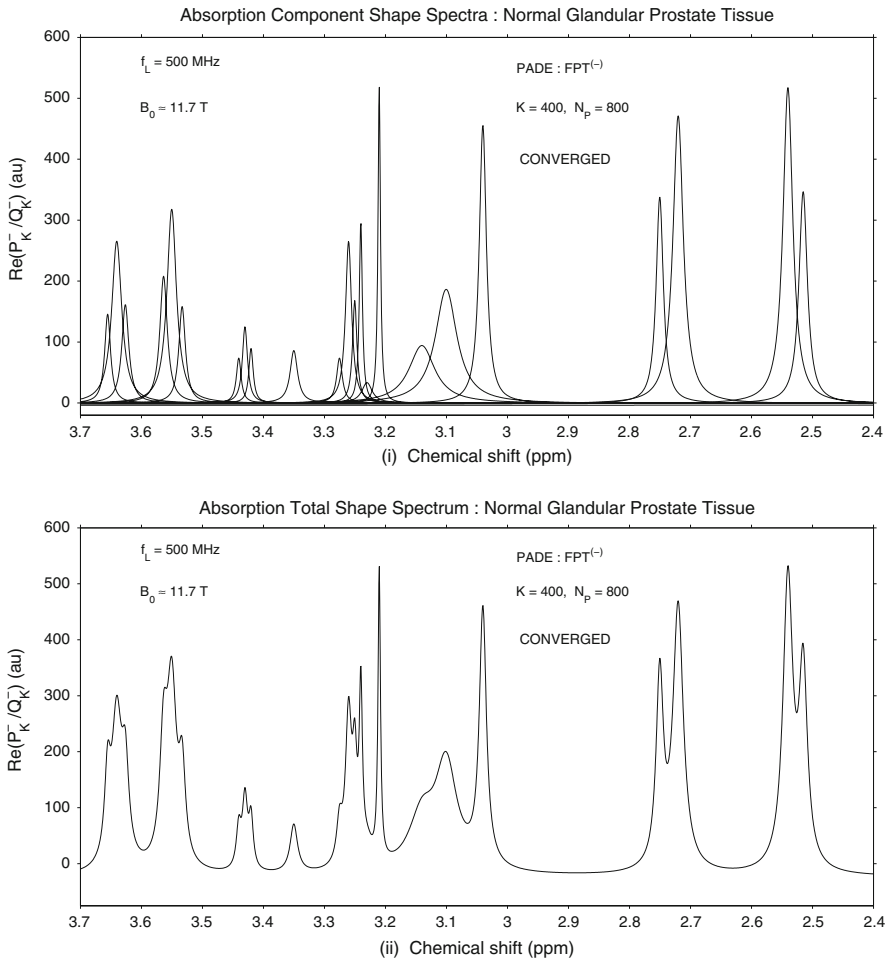 Absorption Component Shape Spectra : Normal Glandular Prostate Tissue
600
500
400
300
200
100
0
Re(P_K^- /Q_K^-) (au)
f_L = 500 MHz
B_0 ≈ 11.7 T
PADE : FPT^(−)
K = 400, N_P = 800
CONVERGED
3.7 3.6 3.5 3.4 3.3 3.2 3.1 3 2.9 2.8 2.7 2.6 2.5 2.4
(i) Chemical shift (ppm)
Absorption Total Shape Spectrum : Normal Glandular Prostate Tissue
600
500
400
300
200
100
0
Re(P_K^- /Q_K^-) (au)
f_L = 500 MHz
B_0 ≈ 11.7 T
PADE : FPT^(−)
K = 400, N_P = 800
CONVERGED
3.7 3.6 3.5 3.4 3.3 3.2 3.1 3 2.9 2.8 2.7 2.6 2.5 2.4
(ii) Chemical shift (ppm)